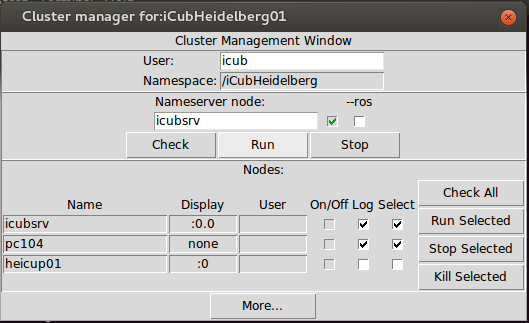 Cluster manager for:iCubHeidelberg01
Cluster Management Window
User: icub
Namespace: /iCubHeidelberg
Nameserver node: --ros
icubsrv
Check Run Stop
Nodes:
Name Display User On/Off Log Select
Check All
icubsrv :0.0
Run Selected
pc104 none
Stop Selected
heicup01 :0
Kill Selected
More...